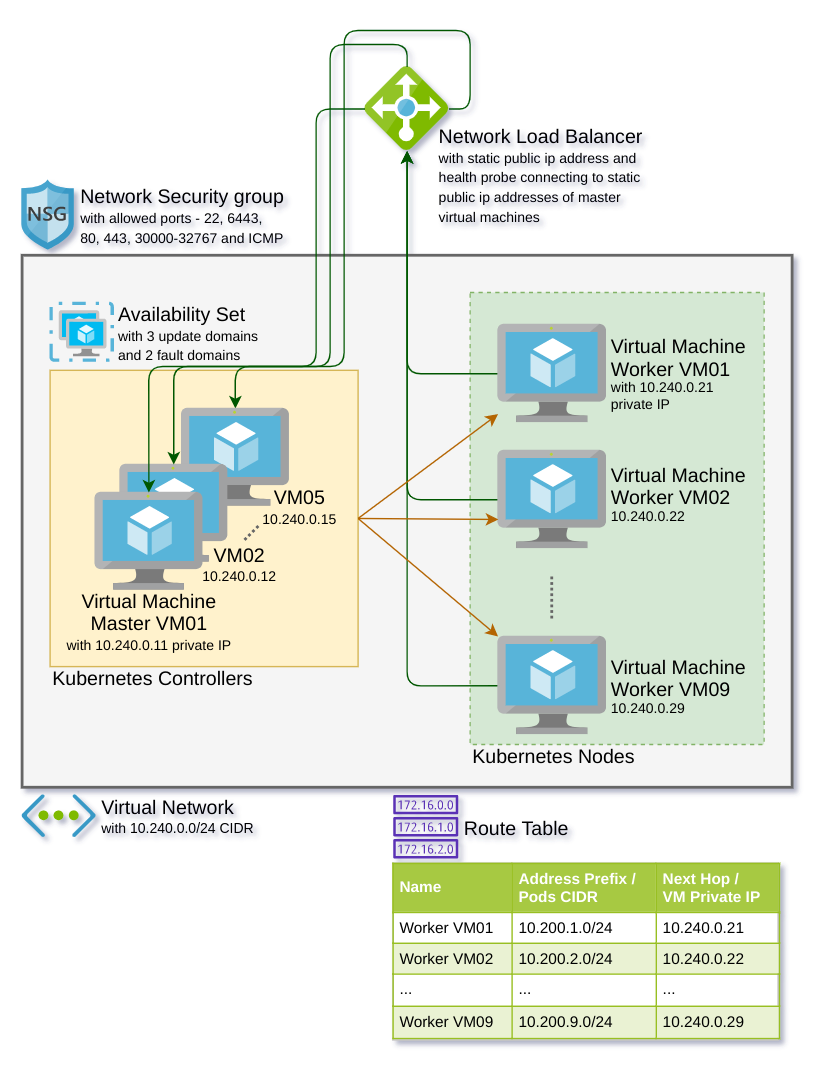 Network Load Balancer
with static public ip address and
health probe connecting to static
public ip addresses of master
virtual machines
NSG
Network Security group
with allowed ports - 22, 6443,
80, 443, 30000-32767 and ICMP
Availability Set
with 3 update domains
and 2 fault domains
VM05
10.240.0.15
VM02
10.240.0.12
Virtual Machine
Master VM01
with 10.240.0.11 private IP
Kubernetes Controllers
Virtual Machine
Worker VM01
with 10.240.0.21
private IP
Virtual Machine
Worker VM02
10.240.0.22
Virtual Machine
Worker VM09
10.240.0.29
Kubernetes Nodes
Virtual Network
with 10.240.0.0/24 CIDR
172.16.0.0
172.16.1.0
172.16.2.0
Route Table
Name
Address Prefix /
Pods CIDR
Next Hop /
VM Private IP
Worker VM01 10.200.1.0/24 10.240.0.21
Worker VM02 10.200.2.0/24 10.240.0.22
... ... ...
Worker VM09 10.200.9.0/24 10.240.0.29